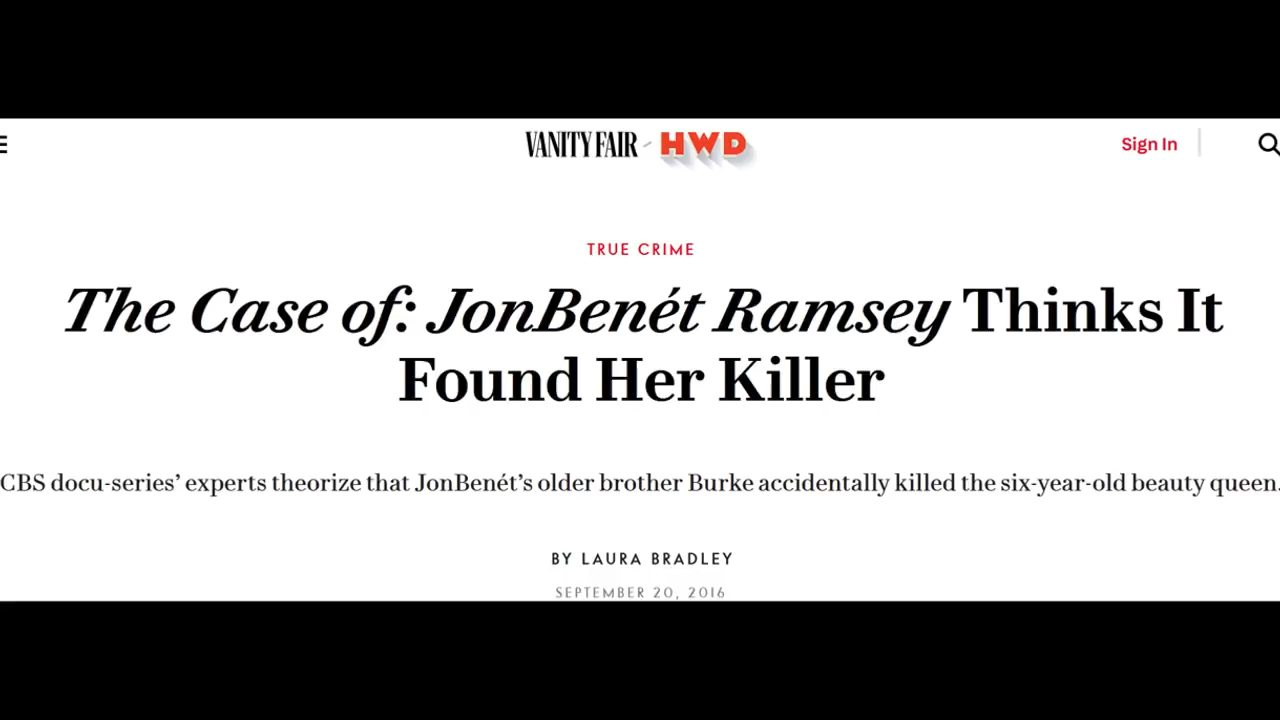 VANITY FAIR - HWD
Sign In
TRUE CRIME
The Case of: JonBenét Ramsey Thinks It
Found Her Killer
CBS docu-series’ experts theorize that JonBenét’s older brother Burke accidentally killed the six-year-old beauty queen.
BY LAURA BRADLEY
SEPTEMBER 20, 2016